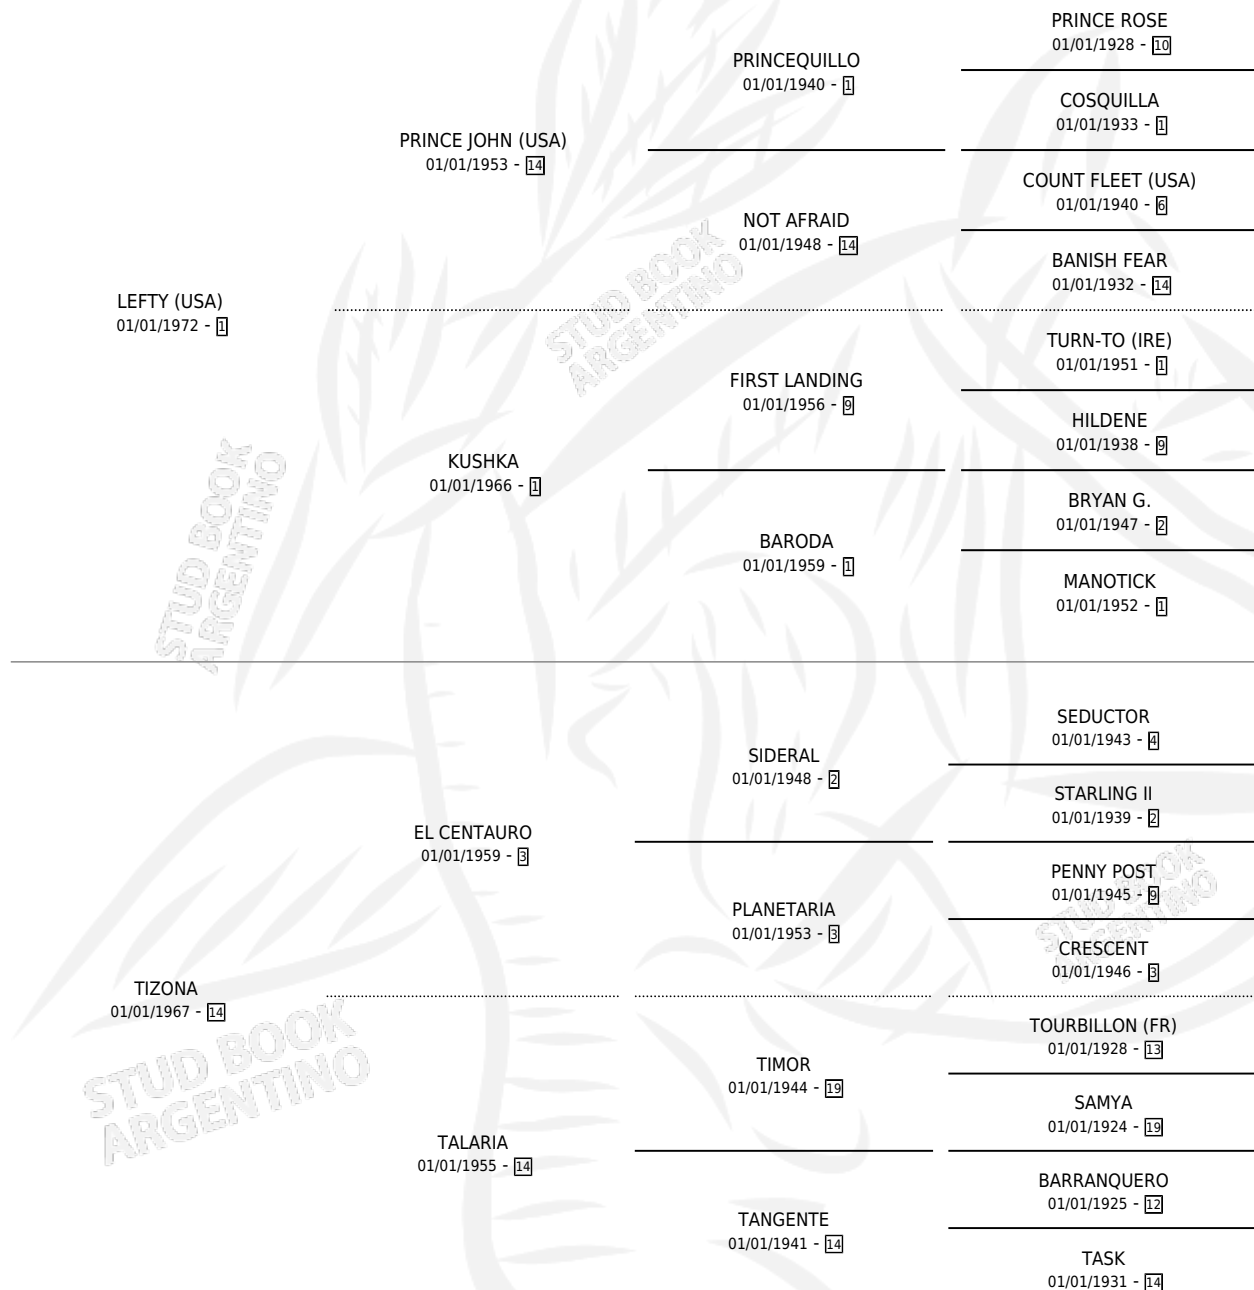 PRINCE ROSE
01/01/1928 - 10
PRINCEQUILLO
01/01/1940 - 1
COSQUILLA
01/01/1933 - 1
PRINCE JOHN (USA)
01/01/1953 - 14
COUNT FLEET (USA)
01/01/1940 - 6
NOT AFRAID
01/01/1948 - 14
BANISH FEAR
01/01/1932 - 14
LEFTY (USA)
01/01/1972 - 1
STUD BOOK
ARGENTINO
TURN-TO (IRE)
01/01/1951 - 1
FIRST LANDING
01/01/1956 - 9
HILDENE
01/01/1938 - 9
KUSHKA
01/01/1966 - 1
BRYAN G.
01/01/1947 - 2
BARODA
01/01/1959 - 1
MANOTICK
01/01/1952 - 1
STUD BOOK
ARGENTINO
SEDUCTOR
01/01/1943 - 4
SIDERAL
01/01/1948 - 2
STARLING II
01/01/1939 - 2
EL CENTAURO
01/01/1959 - 3
PENNY POST
01/01/1945 - 9
PLANETARIA
01/01/1953 - 3
CRESCENT
01/01/1946 - 3
STUD BOOK
ARGENTINO
TIZONA
01/01/1967 - 14
TOURBILLON (FR)
01/01/1928 - 13
TIMOR
01/01/1944 - 19
SAMYA
01/01/1924 - 19
STUD BOOK
ARGENTINO
TALARIA
01/01/1955 - 14
BARRANQUERO
01/01/1925 - 12
TANGENTE
01/01/1941 - 14
TASK
01/01/1931 - 14